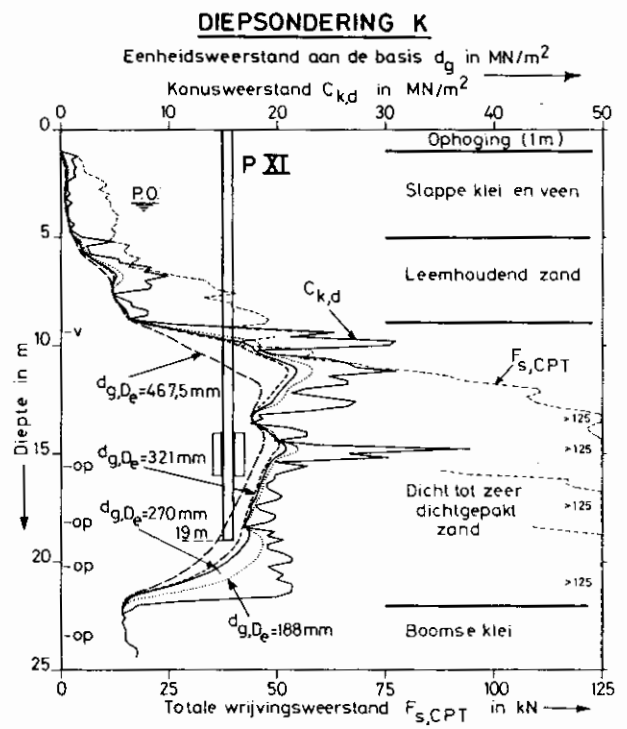 DIEPSONDERING K
Eenheidsweerstand aan de basis dg in MN/m²
Konusweerstand Ck,d in MN/m²
0 10 20 30 40 50
0
5
10
15
20
25
Diepte in m
Ophoging (1m)
P XI
P.O.
Slappe klei en veen
Leemhoudend zand
Ck,d
-v
Fs,CPT
dg,De=467,5mm
>125
dg,De=321mm
>125
-op
Dicht tot zeer
dichtgepakt
zand
dg,De=270mm
>125
-op
19m
-op
>125
dg,De=188mm
-op
Boomse klei
0 25 50 75 100 125
Totale wrijvingsweerstand Fs,CPT in kN